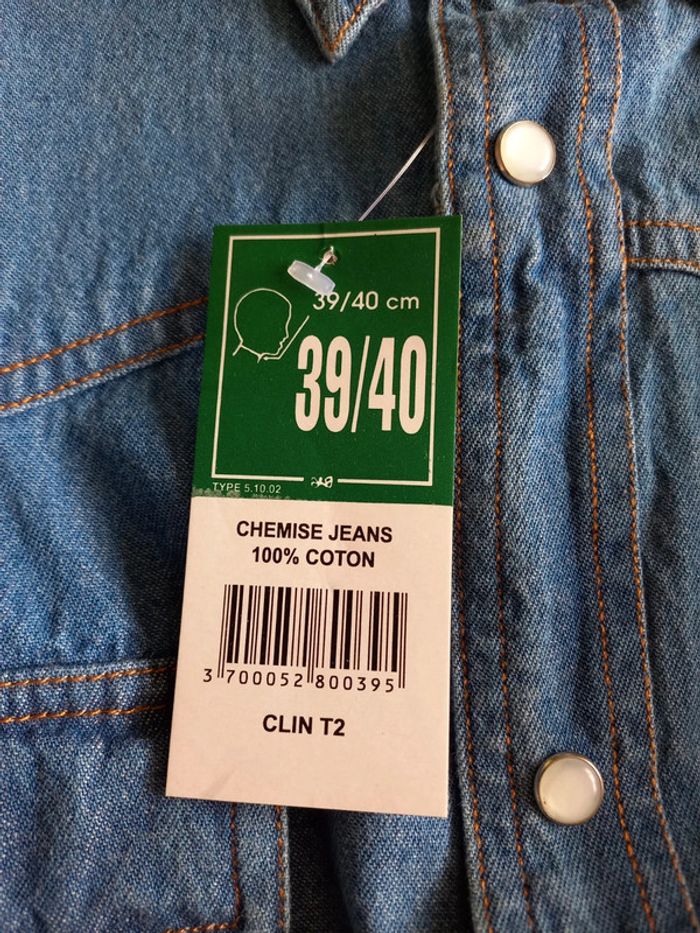 39/40 cm
39/40
TYPE 5.10.02
CHEMISE JEANS
100% COTON
3 700052 800395
CLIN T2